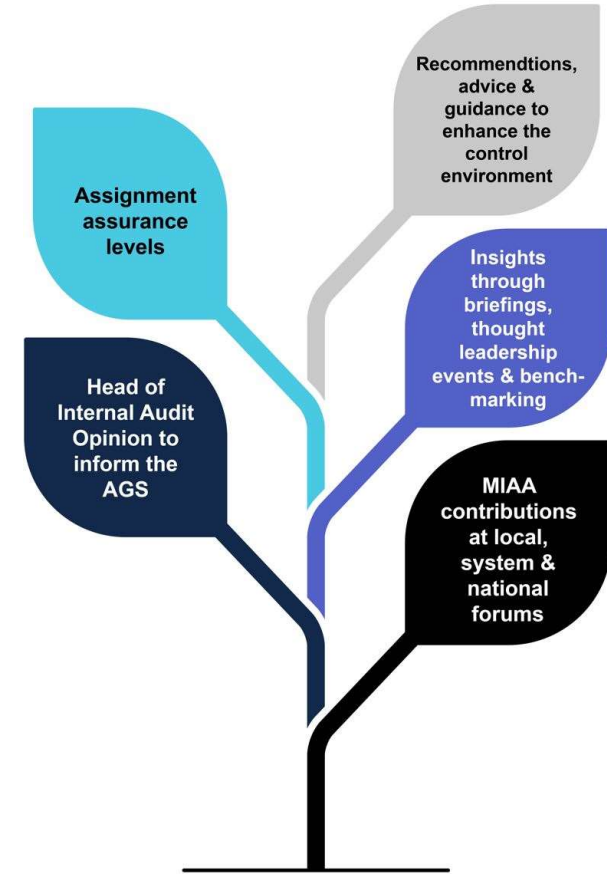 Recommendtions,
advice &
guidance to
enhance the
control
environment
Assignment
assurance
levels
Insights
through
briefings,
thought
leadership
events & bench-
marking
Head of
Internal Audit
Opinion to
inform the
AGS
MIAA
contributions
at local,
system &
national
forums